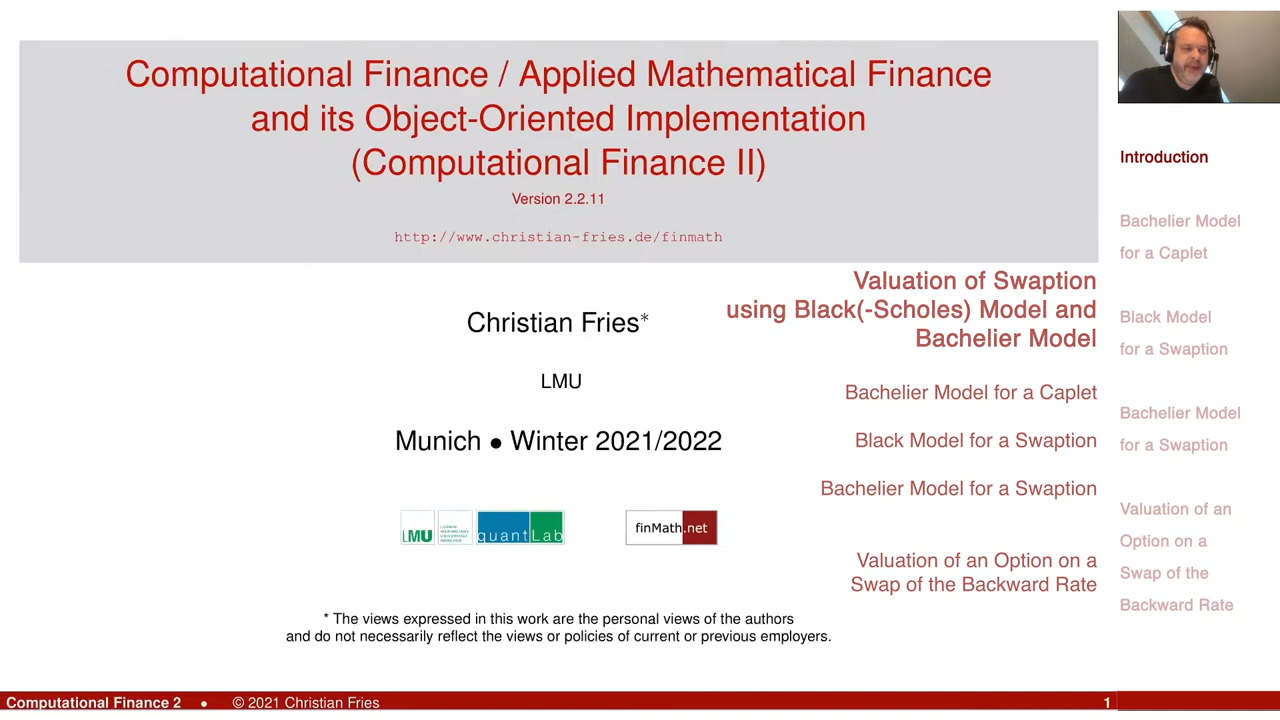 Computational Finance / Applied Mathematical Finance
and its Object-Oriented Implementation
(Computational Finance II)
Version 2.2.11
http://www.christian-fries.de/finmath
Christian Fries*
LMU
Munich • Winter 2021/2022
LMU
LUDWIG
MAXIMILIANS
UNIVERSITÄT
MÜNCHEN
quantLab
finMath.net
* The views expressed in this work are the personal views of the authors
and do not necessarily reflect the views or policies of current or previous employers.
Valuation of Swaption
using Black(-Scholes) Model and
Bachelier Model
Bachelier Model for a Caplet
Black Model for a Swaption
Bachelier Model for a Swaption
Valuation of an Option on a
Swap of the Backward Rate
Introduction
Bachelier Model
for a Caplet
Black Model
for a Swaption
Bachelier Model
for a Swaption
Valuation of an
Option on a
Swap of the
Backward Rate
Computational Finance 2 • © 2021 Christian Fries 1